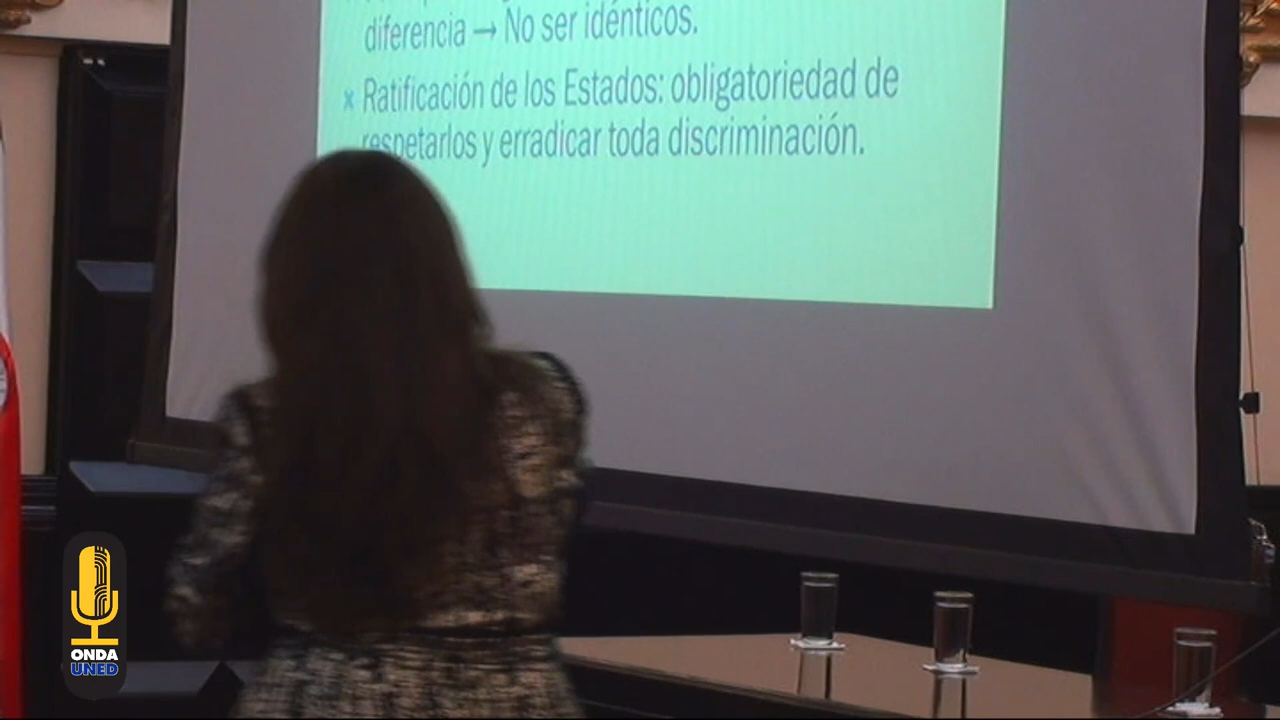 diferencia → No ser idénticos.
× Ratificación de los Estados: obligatoriedad de
respetarlos y erradicar toda discriminación.
ONDA
UNED